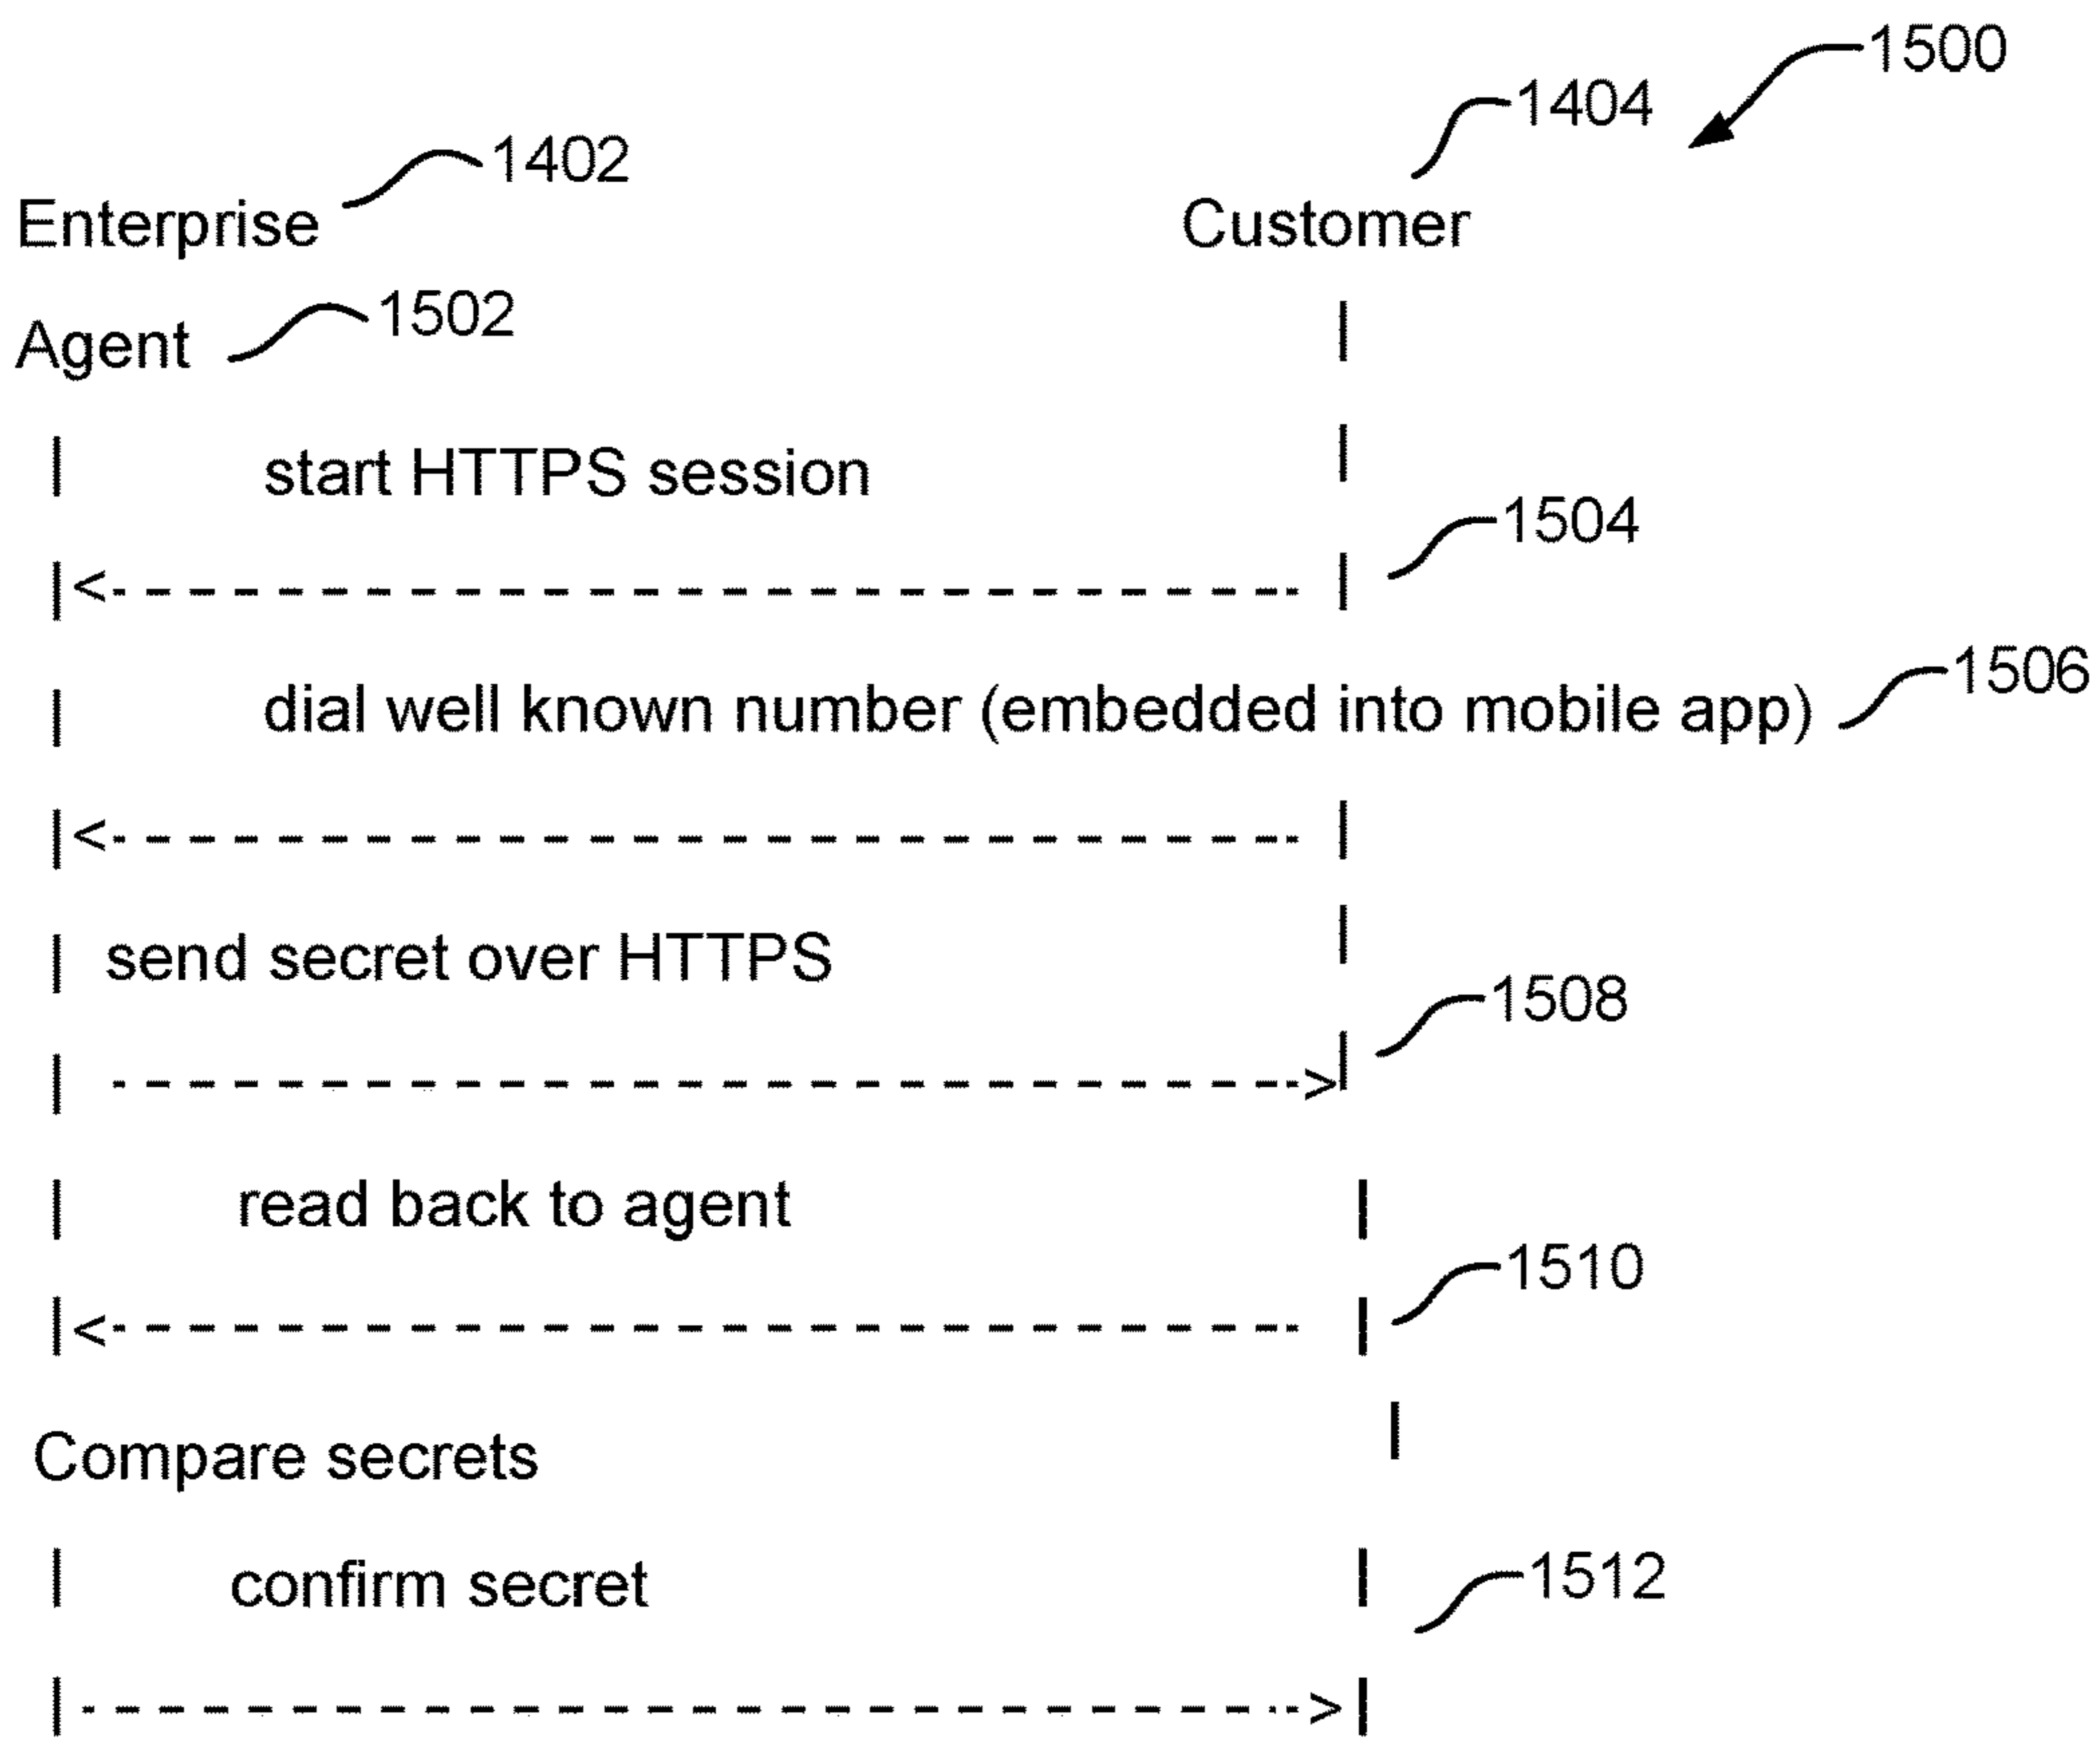 1500
1404
1402
Enterprise
Customer
1502
Agent
start HTTPS session
1504
1506
dial well known number (embedded into mobile app)
send secret over HTTPS
1508
read back to agent
1510
Compare secrets
1512
confirm secret